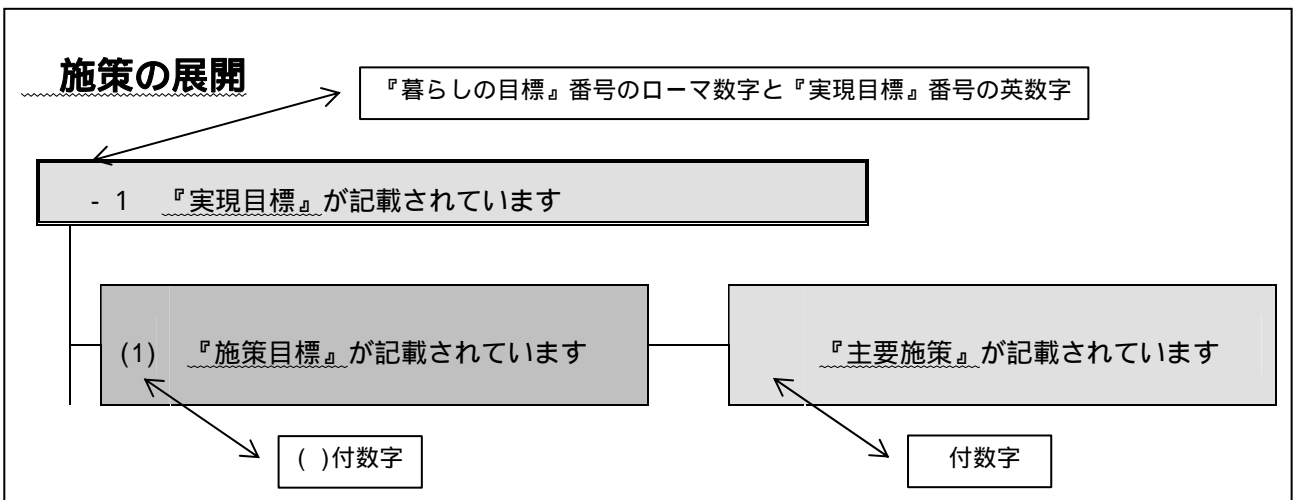 施策の展開
『暮らしの目標』番号のローマ数字と『実現目標』番号の英数字
- 1 『実現目標』が記載されています
(1) 『施策目標』が記載されています
『主要施策』が記載されています
( )付数字
付数字